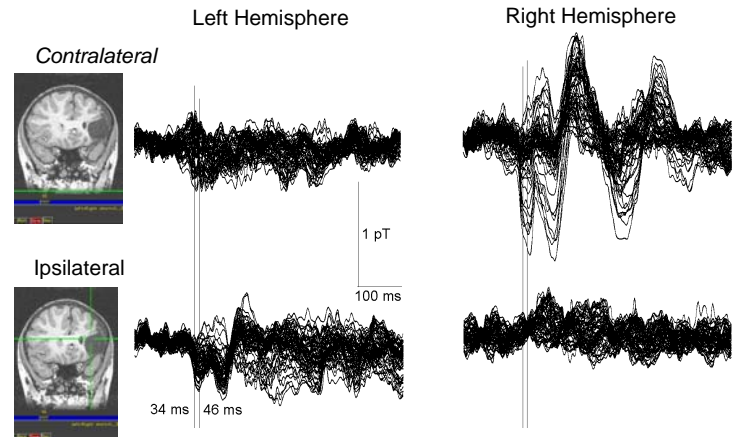 Left Hemisphere
Right Hemisphere
Contralateral
1 pT
100 ms
Ipsilateral
34 ms
46 ms